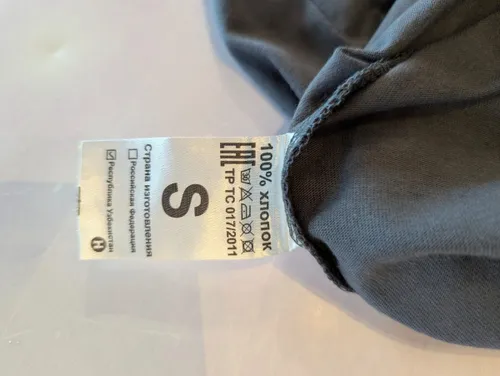 100% ХЛОПОК
EAC
ТР ТС 017/2011
S
Страна изготовления
Российская Федерация
Республика Узбекистан
Н